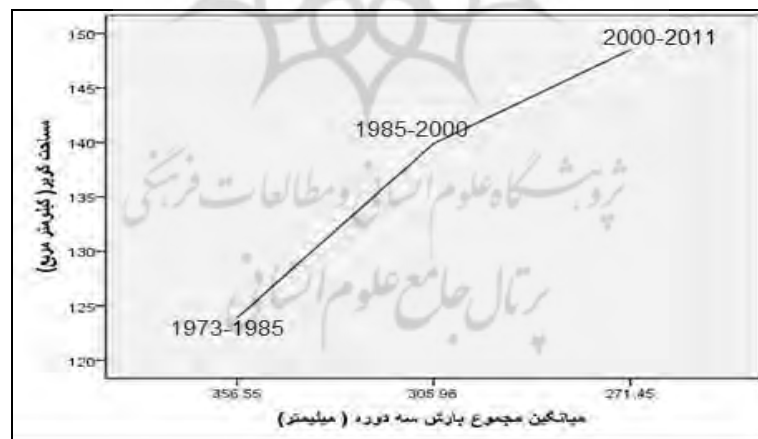 150
2000-2011
145
1985-2000
140
135
130
125
1973-1985
120
مساحت کویر( کیلومتر مربع)
پژوهشگاه علوم انسانی و مطالعات فرهنگی
پرتال جامع علوم انسانی
356.55 305.96 271.45
میانگین مجموع بارش سه دوره ( میلیمتر)